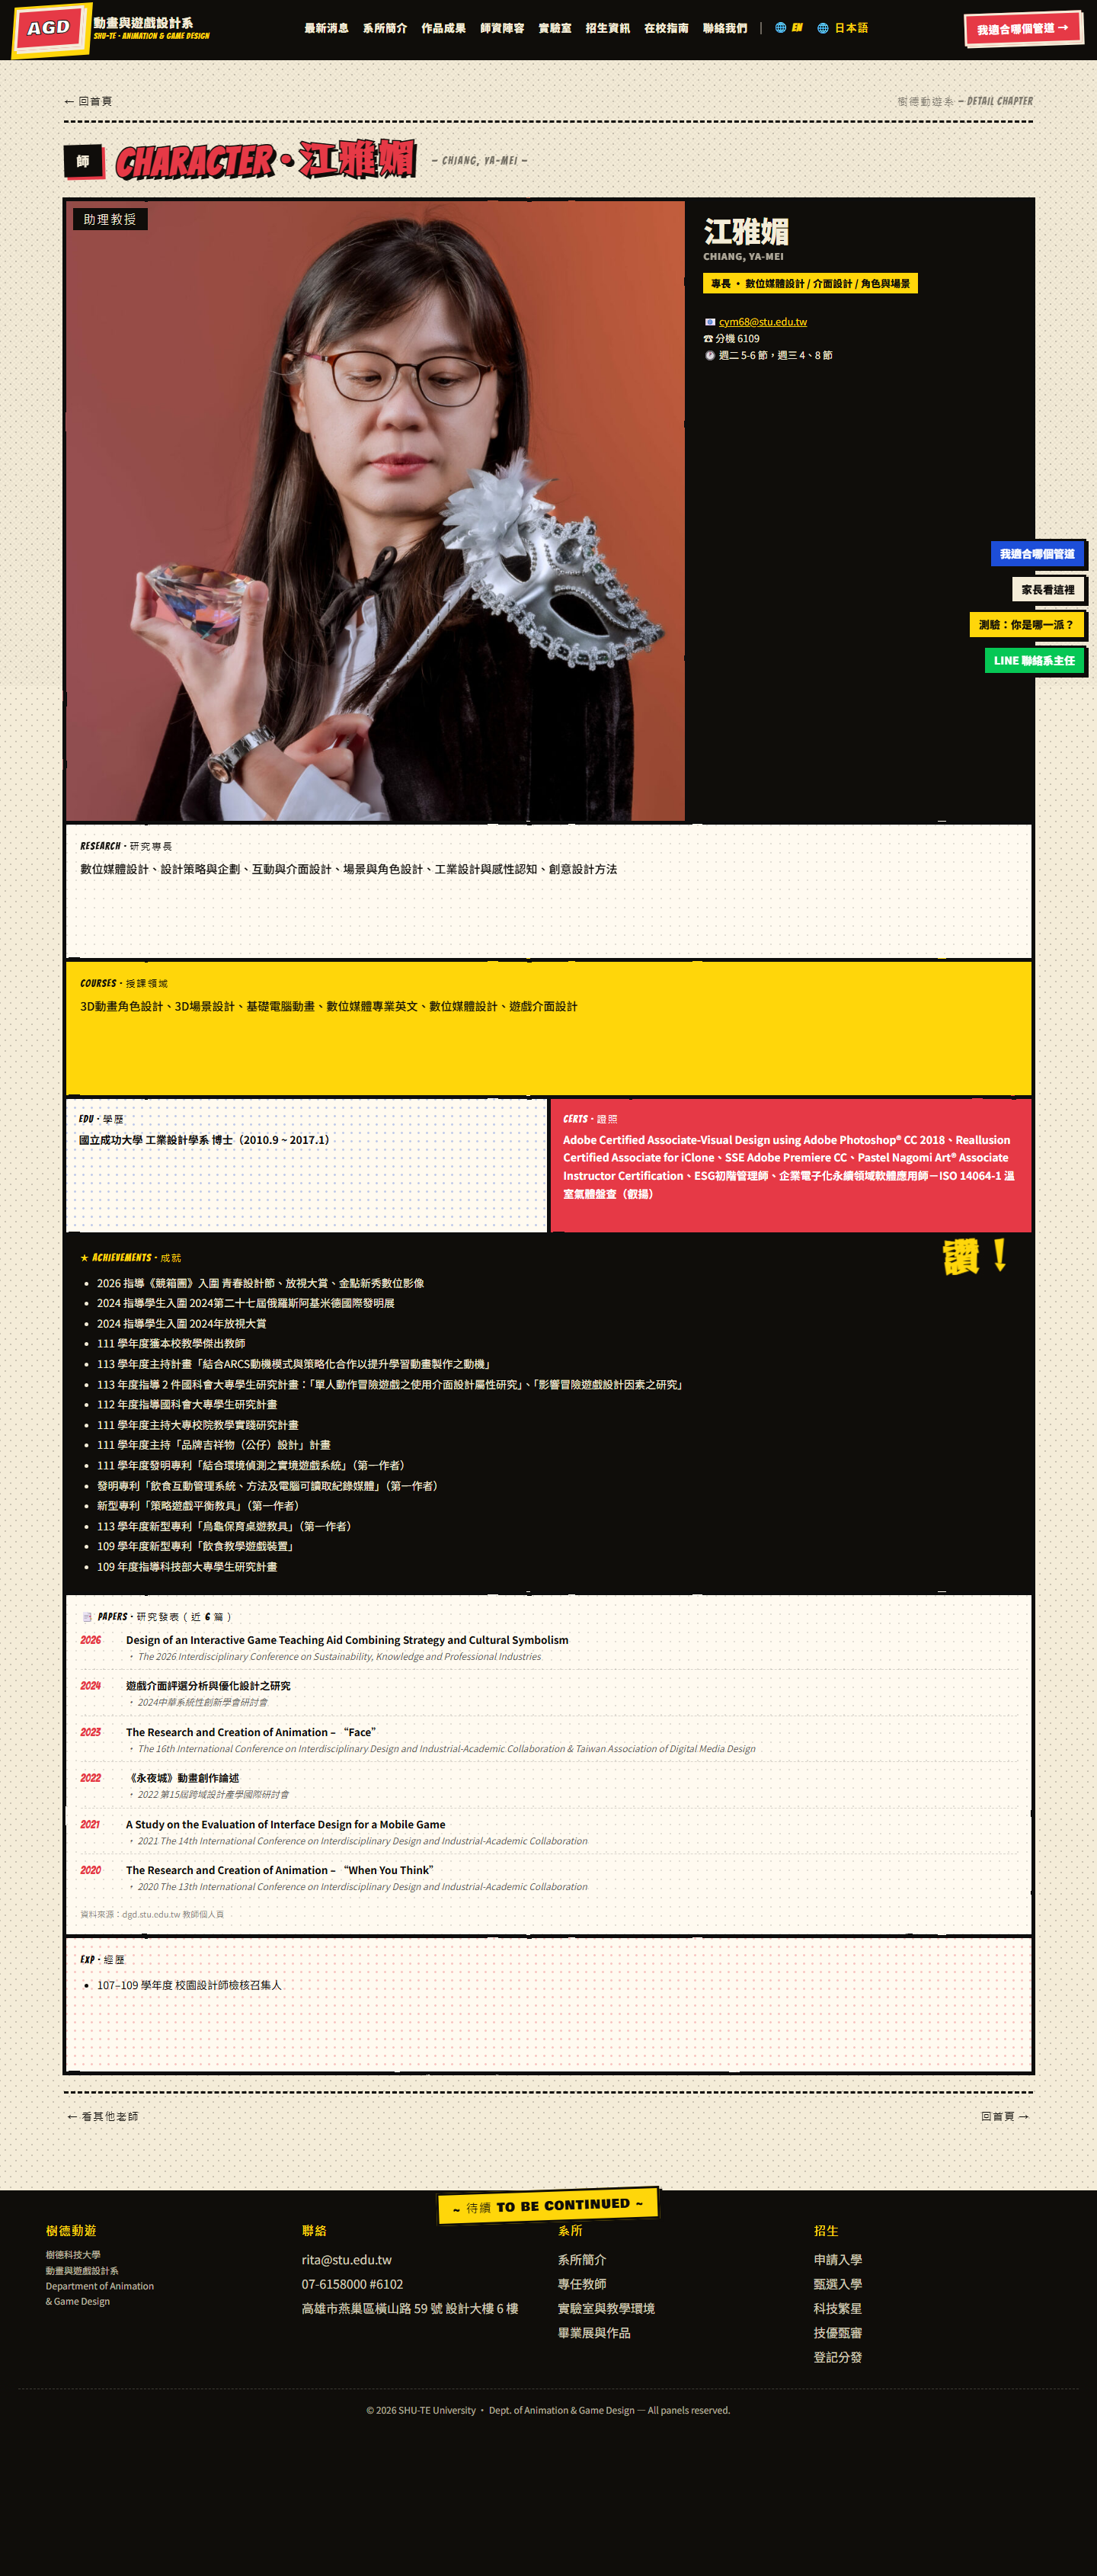 AGD
動畫與遊戲設計系
SHU-TE · ANIMATION & GAME DESIGN
最新消息 系所簡介 作品成果 師資陣容 實驗室 招生資訊 在校指南 聯絡我們 | 🌐 EN 🌐 日本語
我適合哪個管道 →
← 回首頁
樹德動遊系 — DETAIL CHAPTER
師
CHARACTER · 江雅媚
— CHIANG, YA-MEI —
助理教授
江雅媚
CHIANG, YA-MEI
專長 · 數位媒體設計 / 介面設計 / 角色與場景
📧 cym68@stu.edu.tw
☎ 分機 6109
🕐 週二 5-6 節，週三 4、8 節
我適合哪個管道
家長看這裡
測驗：你是哪一派？
LINE 聯絡系主任
RESEARCH · 研究專長
數位媒體設計、設計策略與企劃、互動與介面設計、場景與角色設計、工業設計與感性認知、創意設計方法
COURSES · 授課領域
3D動畫角色設計、3D場景設計、基礎電腦動畫、數位媒體專業英文、數位媒體設計、遊戲介面設計
EDU · 學歷
國立成功大學 工業設計學系 博士（2010.9 ~ 2017.1）
CERTS · 證照
Adobe Certified Associate-Visual Design using Adobe Photoshop® CC 2018、Reallusion
Certified Associate for iClone、SSE Adobe Premiere CC、Pastel Nagomi Art® Associate
Instructor Certification、ESG初階管理師、企業電子化永續領域軟體應用師－ISO 14064-1 溫
室氣體盤查（叡揚）
★ ACHIEVEMENTS · 成就
讚！
• 2026 指導《競箱團》入圍 青春設計節、放視大賞、金點新秀數位影像
• 2024 指導學生入圍 2024第二十七屆俄羅斯阿基米德國際發明展
• 2024 指導學生入圍 2024年放視大賞
• 111 學年度獲本校教學傑出教師
• 113 學年度主持計畫「結合ARCS動機模式與策略化合作以提升學習動畫製作之動機」
• 113 年度指導 2 件國科會大專學生研究計畫：「單人動作冒險遊戲之使用介面設計屬性研究」、「影響冒險遊戲設計因素之研究」
• 112 年度指導國科會大專學生研究計畫
• 111 學年度主持大專校院教學實踐研究計畫
• 111 學年度主持「品牌吉祥物（公仔）設計」計畫
• 111 學年度發明專利「結合環境偵測之實境遊戲系統」（第一作者）
• 發明專利「飲食互動管理系統、方法及電腦可讀取紀錄媒體」（第一作者）
• 新型專利「策略遊戲平衡教具」（第一作者）
• 113 學年度新型專利「烏龜保育桌遊教具」（第一作者）
• 109 學年度新型專利「飲食教學遊戲裝置」
• 109 年度指導科技部大專學生研究計畫
📑 PAPERS · 研究發表（近 6 篇）
2026 Design of an Interactive Game Teaching Aid Combining Strategy and Cultural Symbolism
· The 2026 Interdisciplinary Conference on Sustainability, Knowledge and Professional Industries
2024 遊戲介面評選分析與優化設計之研究
· 2024中華系統性創新學會研討會
2023 The Research and Creation of Animation – “Face”
· The 16th International Conference on Interdisciplinary Design and Industrial-Academic Collaboration & Taiwan Association of Digital Media Design
2022 《永夜城》動畫創作論述
· 2022 第15屆跨域設計產學國際研討會
2021 A Study on the Evaluation of Interface Design for a Mobile Game
· 2021 The 14th International Conference on Interdisciplinary Design and Industrial-Academic Collaboration
2020 The Research and Creation of Animation – “When You Think”
· 2020 The 13th International Conference on Interdisciplinary Design and Industrial-Academic Collaboration
資料來源：dgd.stu.edu.tw 教師個人頁
EXP · 經歷
• 107–109 學年度 校園設計師檢核召集人
← 看其他老師
回首頁 →
~ 待續 TO BE CONTINUED ~
樹德動遊
樹德科技大學
動畫與遊戲設計系
Department of Animation
& Game Design
聯絡
rita@stu.edu.tw
07-6158000 #6102
高雄市燕巢區橫山路 59 號 設計大樓 6 樓
系所
系所簡介
專任教師
實驗室與教學環境
畢業展與作品
招生
申請入學
甄選入學
科技繁星
技優甄審
登記分發
© 2026 SHU-TE University · Dept. of Animation & Game Design — All panels reserved.